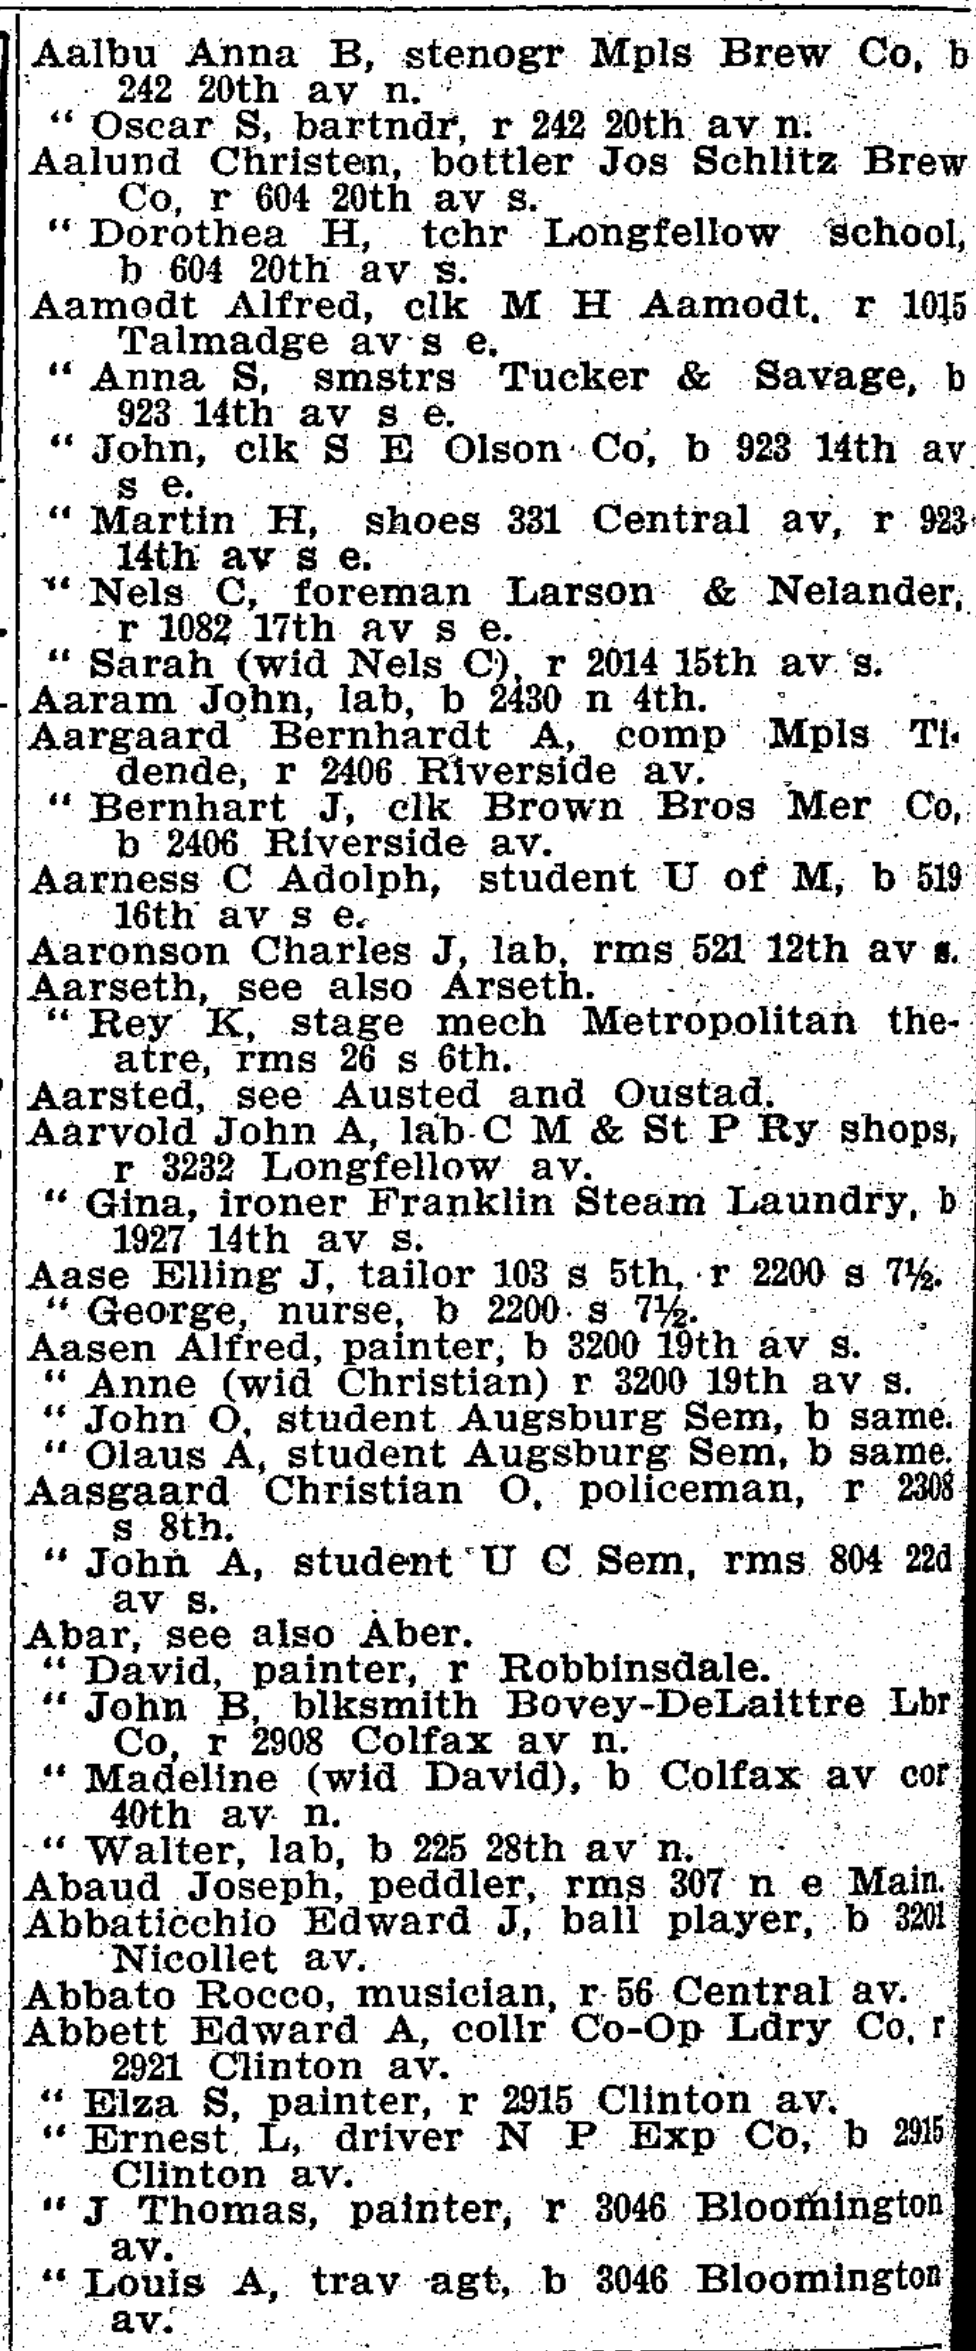 Aalbu Anna B, stenogr Mpls Brew Co, b
242 20th av n.
" Oscar S, bartndr, r 242 20th av n.
Aalund Christen, bottler Jos Schlitz Brew
Co, r 604 20th av s.
" Dorothea H, tchr Longfellow school,
b 604 20th av s.
Aamodt Alfred, clk M H Aamodt, r 1015
Talmadge av s e.
" Anna S, smstrs Tucker & Savage, b
923 14th av s e.
" John, clk S E Olson Co, b 923 14th av
s e.
" Martin H, shoes 331 Central av, r 923
14th av s e.
" Nels C, foreman Larson & Nelander,
r 1082 17th av s e.
" Sarah (wid Nels C), r 2014 15th av s.
Aaram John, lab, b 2430 n 4th.
Aargaard Bernhardt A, comp Mpls Ti-
dende, r 2406 Riverside av.
" Bernhart J, clk Brown Bros Mer Co,
b 2406 Riverside av.
Aarness C Adolph, student U of M, b 519
16th av s e.
Aaronson Charles J, lab, rms 521 12th av s.
Aarseth, see also Arseth.
" Rey K, stage mech Metropolitan the-
atre, rms 26 s 6th.
Aarsted, see Austed and Oustad.
Aarvold John A, lab C M & St P Ry shops,
r 3232 Longfellow av.
" Gina, ironer Franklin Steam Laundry, b
1927 14th av s.
Aase Elling J, tailor 103 s 5th, r 2200 s 7½.
" George, nurse, b 2200 s 7½.
Aasen Alfred, painter, b 3200 19th av s.
" Anne (wid Christian) r 3200 19th av s.
" John O, student Augsburg Sem, b same.
" Olaus A, student Augsburg Sem, b same.
Aasgaard Christian O, policeman, r 2308
s 8th.
" John A, student U C Sem, rms 804 22d
av s.
Abar, see also Aber.
" David, painter, r Robbinsdale.
" John B, blksmith Bovey-DeLaittre Lbr
Co, r 2908 Colfax av n.
" Madeline (wid David), b Colfax av cor
40th av n.
" Walter, lab, b 225 28th av n.
Abaud Joseph, peddler, rms 307 n e Main.
Abbaticchio Edward J, ball player, b 3201
Nicollet av.
Abbato Rocco, musician, r 56 Central av.
Abbett Edward A, collr Co-Op Ldry Co, r
2921 Clinton av.
" Elza S, painter, r 2915 Clinton av.
" Ernest L, driver N P Exp Co, b 2915
Clinton av.
" J Thomas, painter, r 3046 Bloomington
av.
" Louis A, trav agt, b 3046 Bloomington
av.